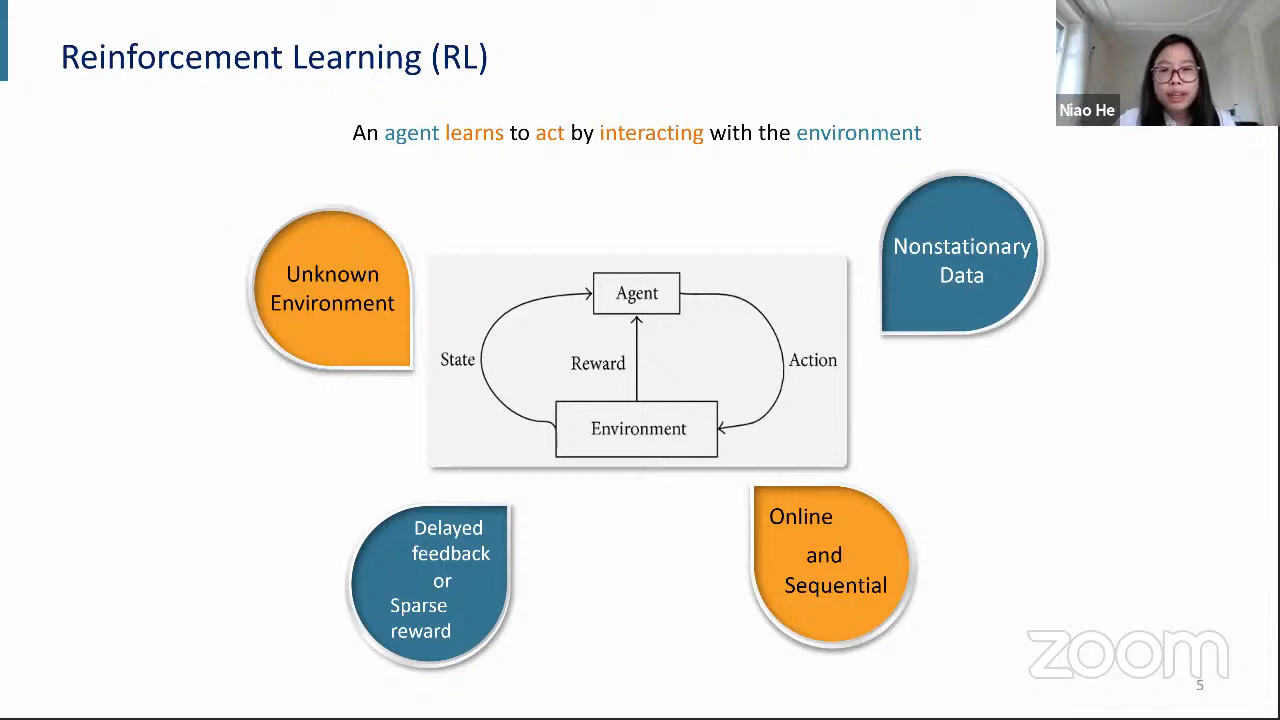 Reinforcement Learning (RL)
Niao He
An agent learns to act by interacting with the environment
Unknown
Environment
Nonstationary
Data
Agent
State
Reward
Action
Environment
Delayed
feedback
or
Sparse
reward
Online
and
Sequential
zoom
5